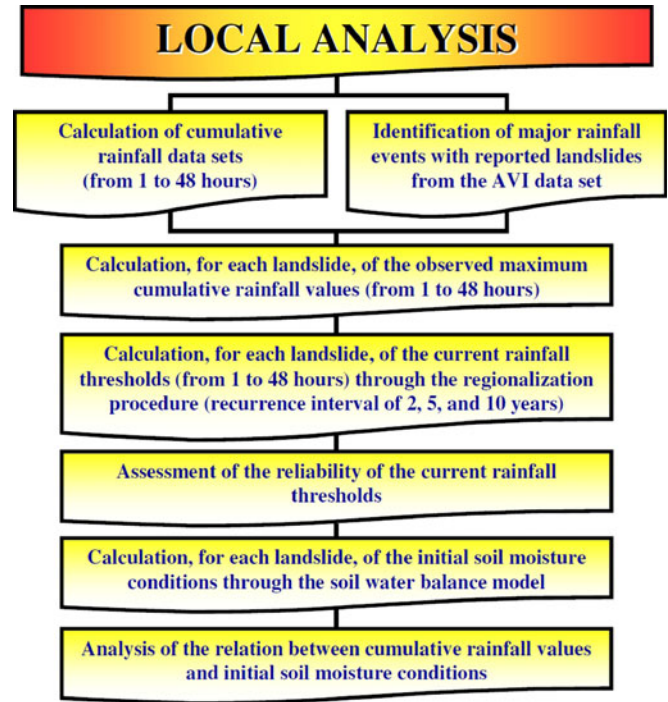 LOCAL ANALYSIS
Calculation of cumulative
rainfall data sets
(from 1 to 48 hours)
Identification of major rainfall
events with reported landslides
from the AVI data set
Calculation, for each landslide, of the observed maximum
cumulative rainfall values (from 1 to 48 hours)
Calculation, for each landslide, of the current rainfall
thresholds (from 1 to 48 hours) through the regionalization
procedure (recurrence interval of 2, 5, and 10 years)
Assessment of the reliability of the current rainfall
thresholds
Calculation, for each landslide, of the initial soil moisture
conditions through the soil water balance model
Analysis of the relation between cumulative rainfall values
and initial soil moisture conditions